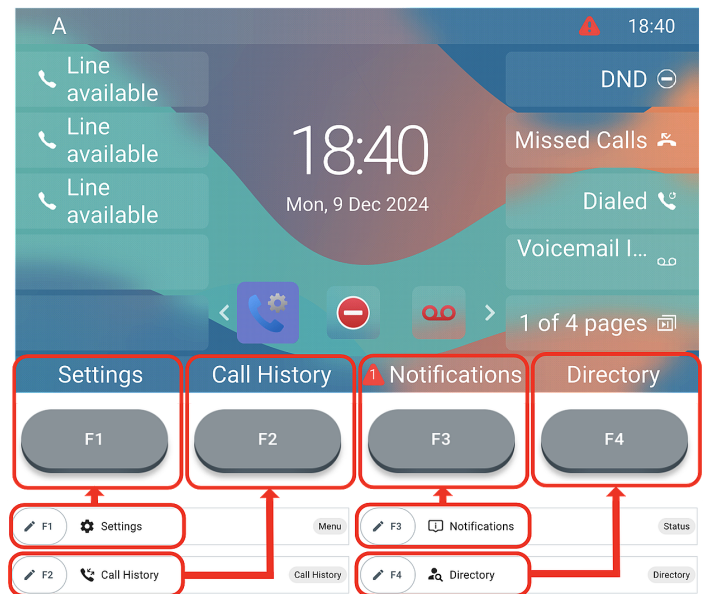 A
18:40
Line
available
Line
available
Line
available
18:40
Mon, 9 Dec 2024
DND
Missed Calls
Dialed
Voicemail I...
1 of 4 pages
Settings
Call History
1 Notifications
Directory
F1
F2
F3
F4
F1 Settings Menu
F3 Notifications Status
F2 Call History Call History
F4 Directory Directory